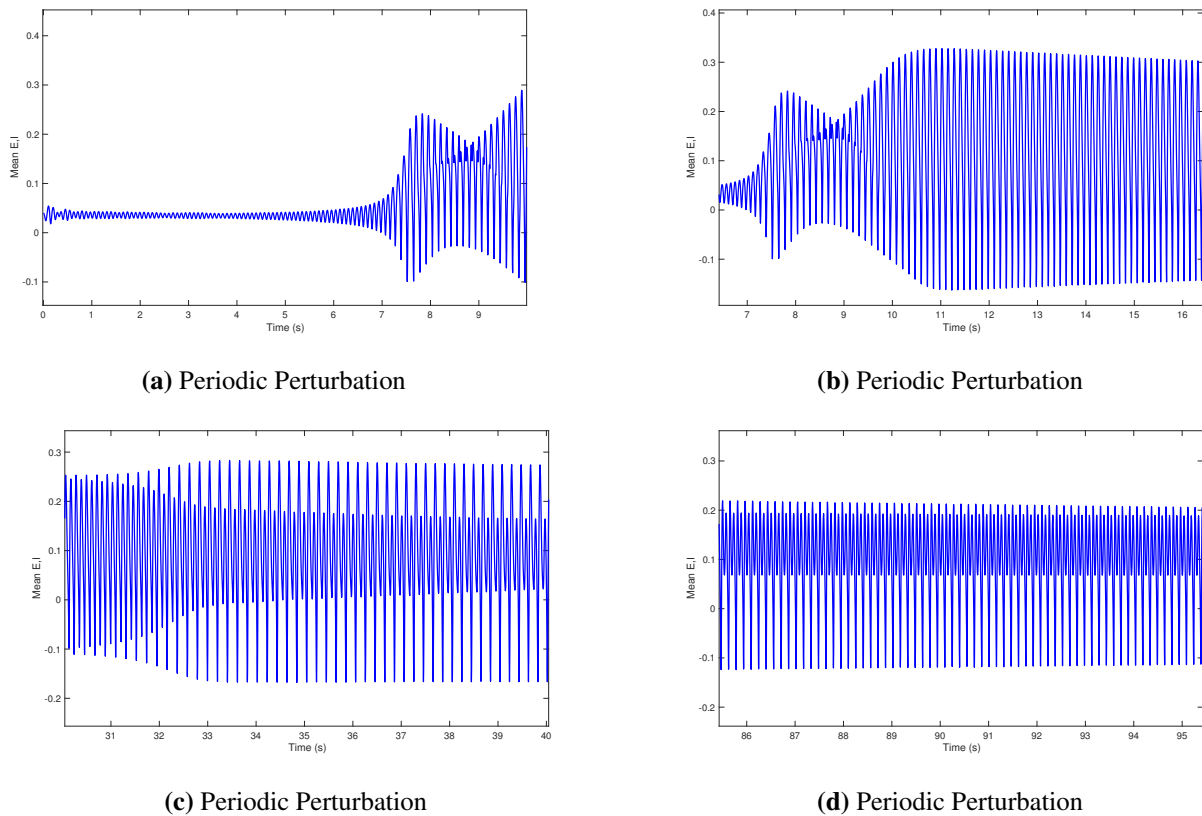 0.4
0.3
0.2
0.1
0
-0.1
Mean E,I
0 1 2 3 4 5 6 7 8 9
Time (s)
(a) Periodic Perturbation
0.4
0.3
0.2
0.1
0
-0.1
Mean E,I
7 8 9 10 11 12 13 14 15 16
Time (s)
(b) Periodic Perturbation
0.3
0.2
0.1
0
-0.1
-0.2
Mean E,I
31 32 33 34 35 36 37 38 39 40
Time (s)
(c) Periodic Perturbation
0.3
0.2
0.1
0
-0.1
-0.2
Mean E,I
86 87 88 89 90 91 92 93 94 95
Time (s)
(d) Periodic Perturbation